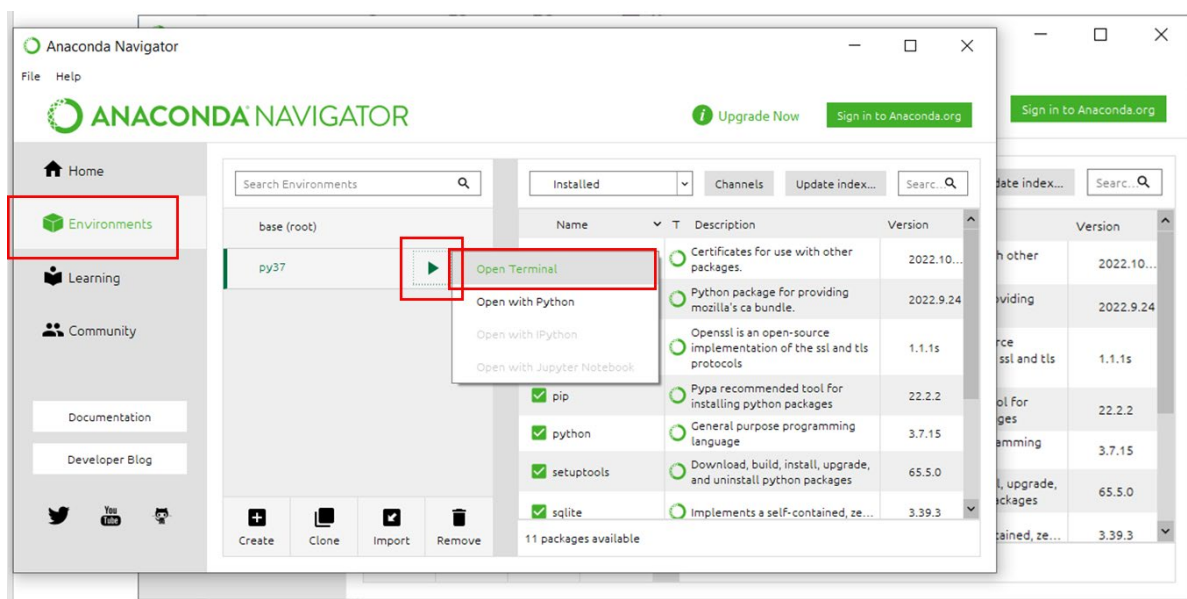 Anaconda Navigator
File Help
ANACONDA NAVIGATOR
Upgrade Now
Sign in to Anaconda.org
Home
Environments
Learning
Community
Documentation
Developer Blog
You
Tube
Search Environments
base (root)
py37
Create Clone Import Remove
Open Terminal
Open with Python
Open with IPython
Open with Jupyter Notebook
Installed Channels Update index... Searc...
Name T Description Version
Certificates for use with other
packages.
2022.10...
Python package for providing
mozilla's ca bundle.
2022.9.24
Openssl is an open-source
implementation of the ssl and tls
protocols
1.1.1s
pip
Pypa recommended tool for
installing python packages
22.2.2
python
General purpose programming
language
3.7.15
setuptools
Download, build, install, upgrade,
and uninstall python packages
65.5.0
sqlite
Implements a self-contained, ze...
3.39.3
11 packages available
Sign in to Anaconda.org
date index... Searc...
Version
h other
2022.10...
oviding
2022.9.24
rce
ssl and tls
1.1.1s
ol for
ges
22.2.2
amming
3.7.15
l, upgrade,
ackages
65.5.0
tained, ze...
3.39.3